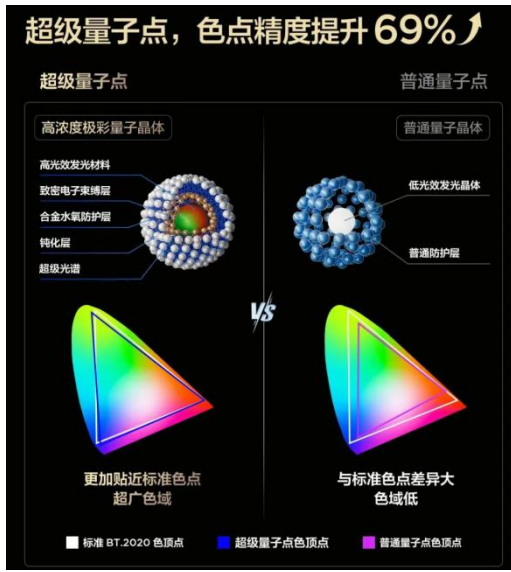 超级量子点，色点精度提升69%
超级量子点
普通量子点
高浓度极彩量子晶体
普通量子晶体
高光效发光材料
致密电子束缚层
合金水氧防护层
钝化层
超级光谱
低光效发光晶体
普通防护层
VS
更加贴近标准色点
超广色域
与标准色点差异大
色域低
标准 BT.2020 色顶点
超级量子点色顶点
普通量子点色顶点